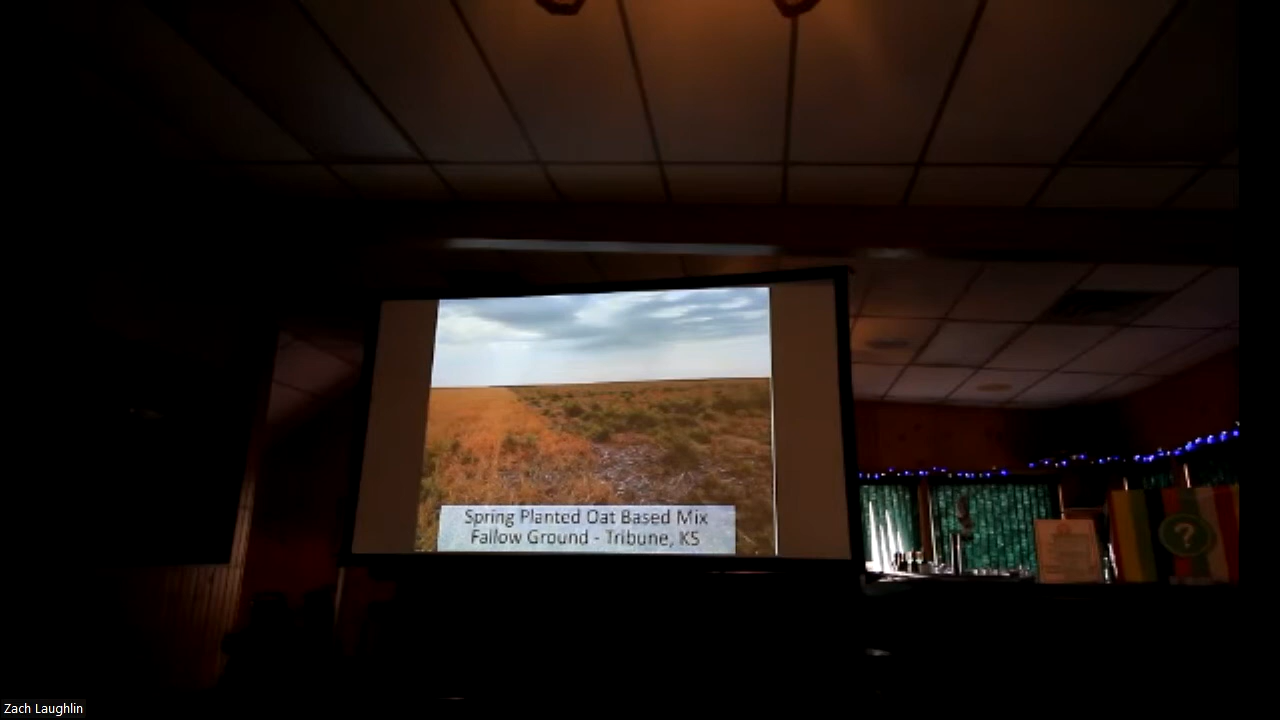 Spring Planted Oat Based Mix
Fallow Ground - Tribune, KS
?
Zach Laughlin